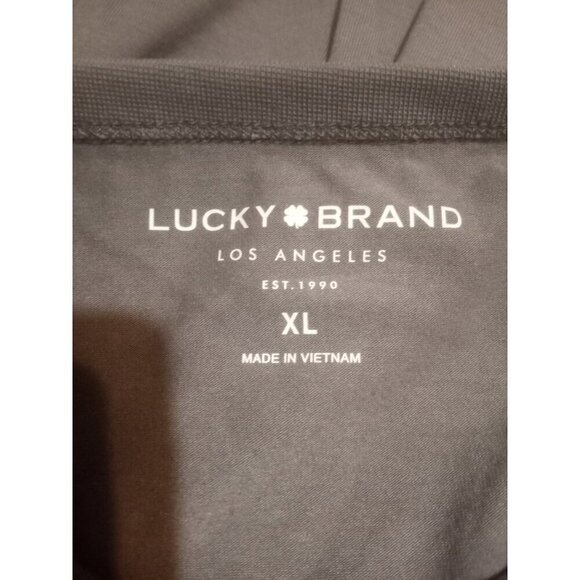 LUCKY BRAND
LOS ANGELES
EST. 1990
XL
MADE IN VIETNAM